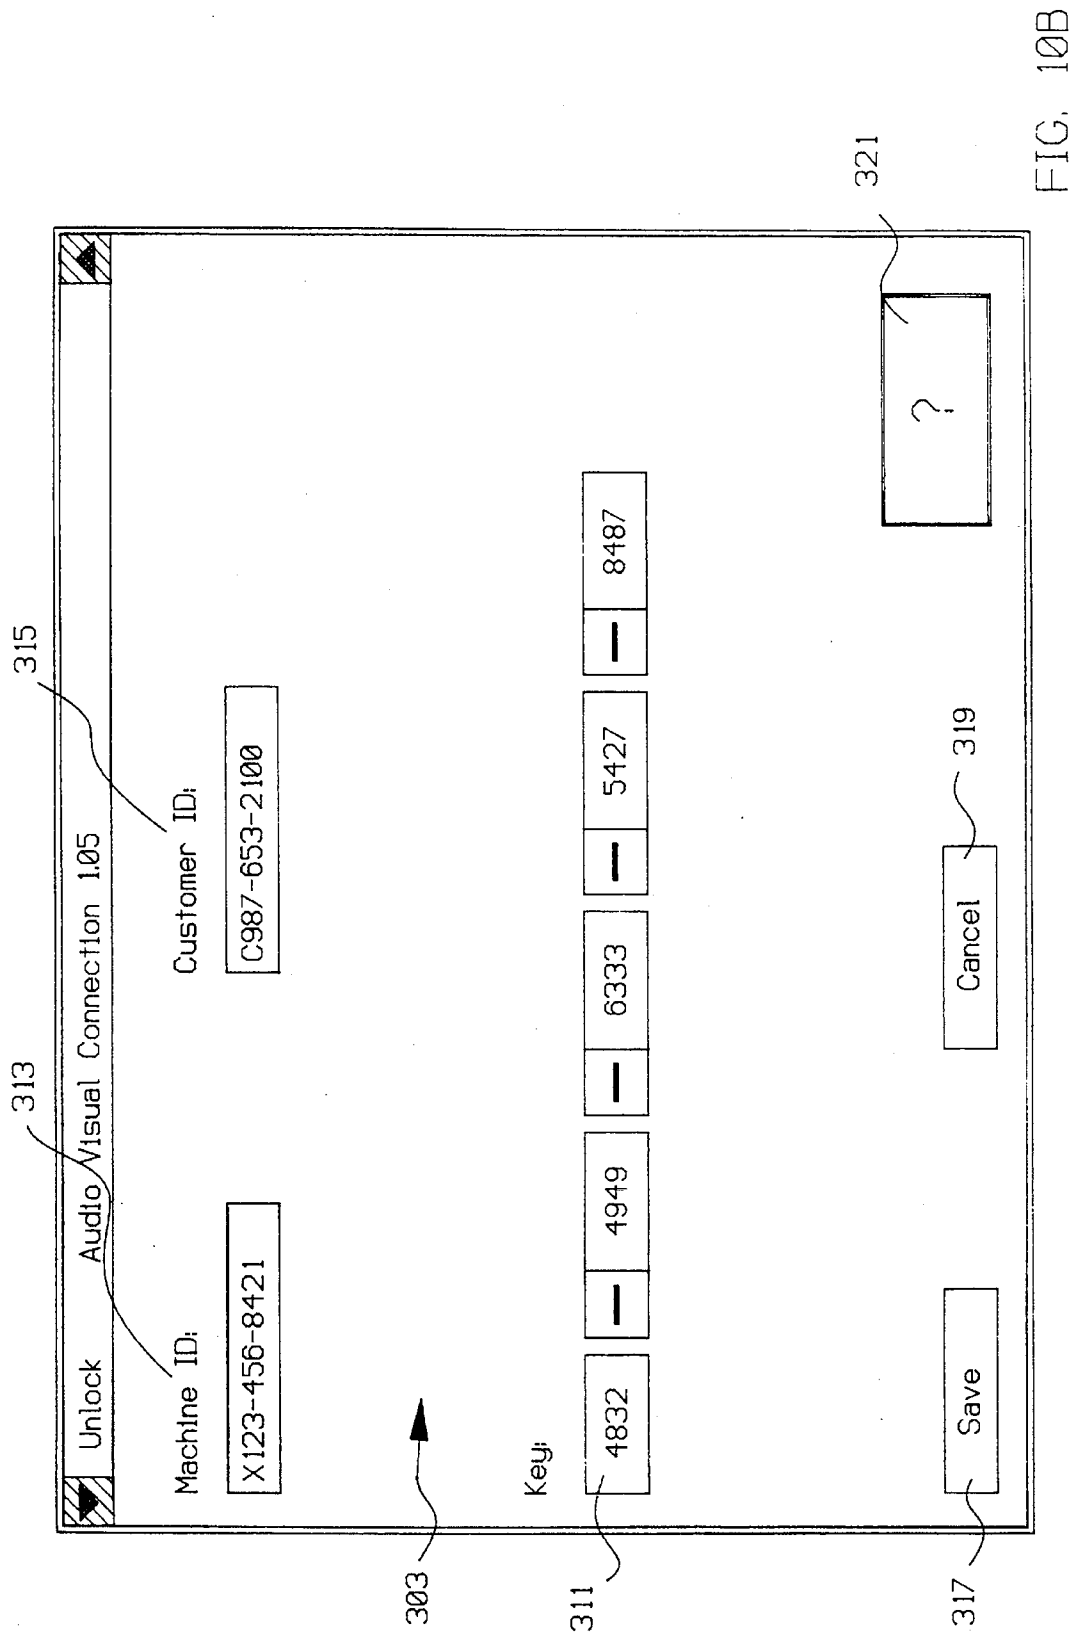 313
315
Unlock Audio Visual Connection 1.05
Machine ID: Customer ID:
X123-456-8421 C987-653-2100
303
Key:
311
4832 — 4949 — 6333 — 5427 — 8487
321
Save Cancel ?
317 319
FIG. 10B